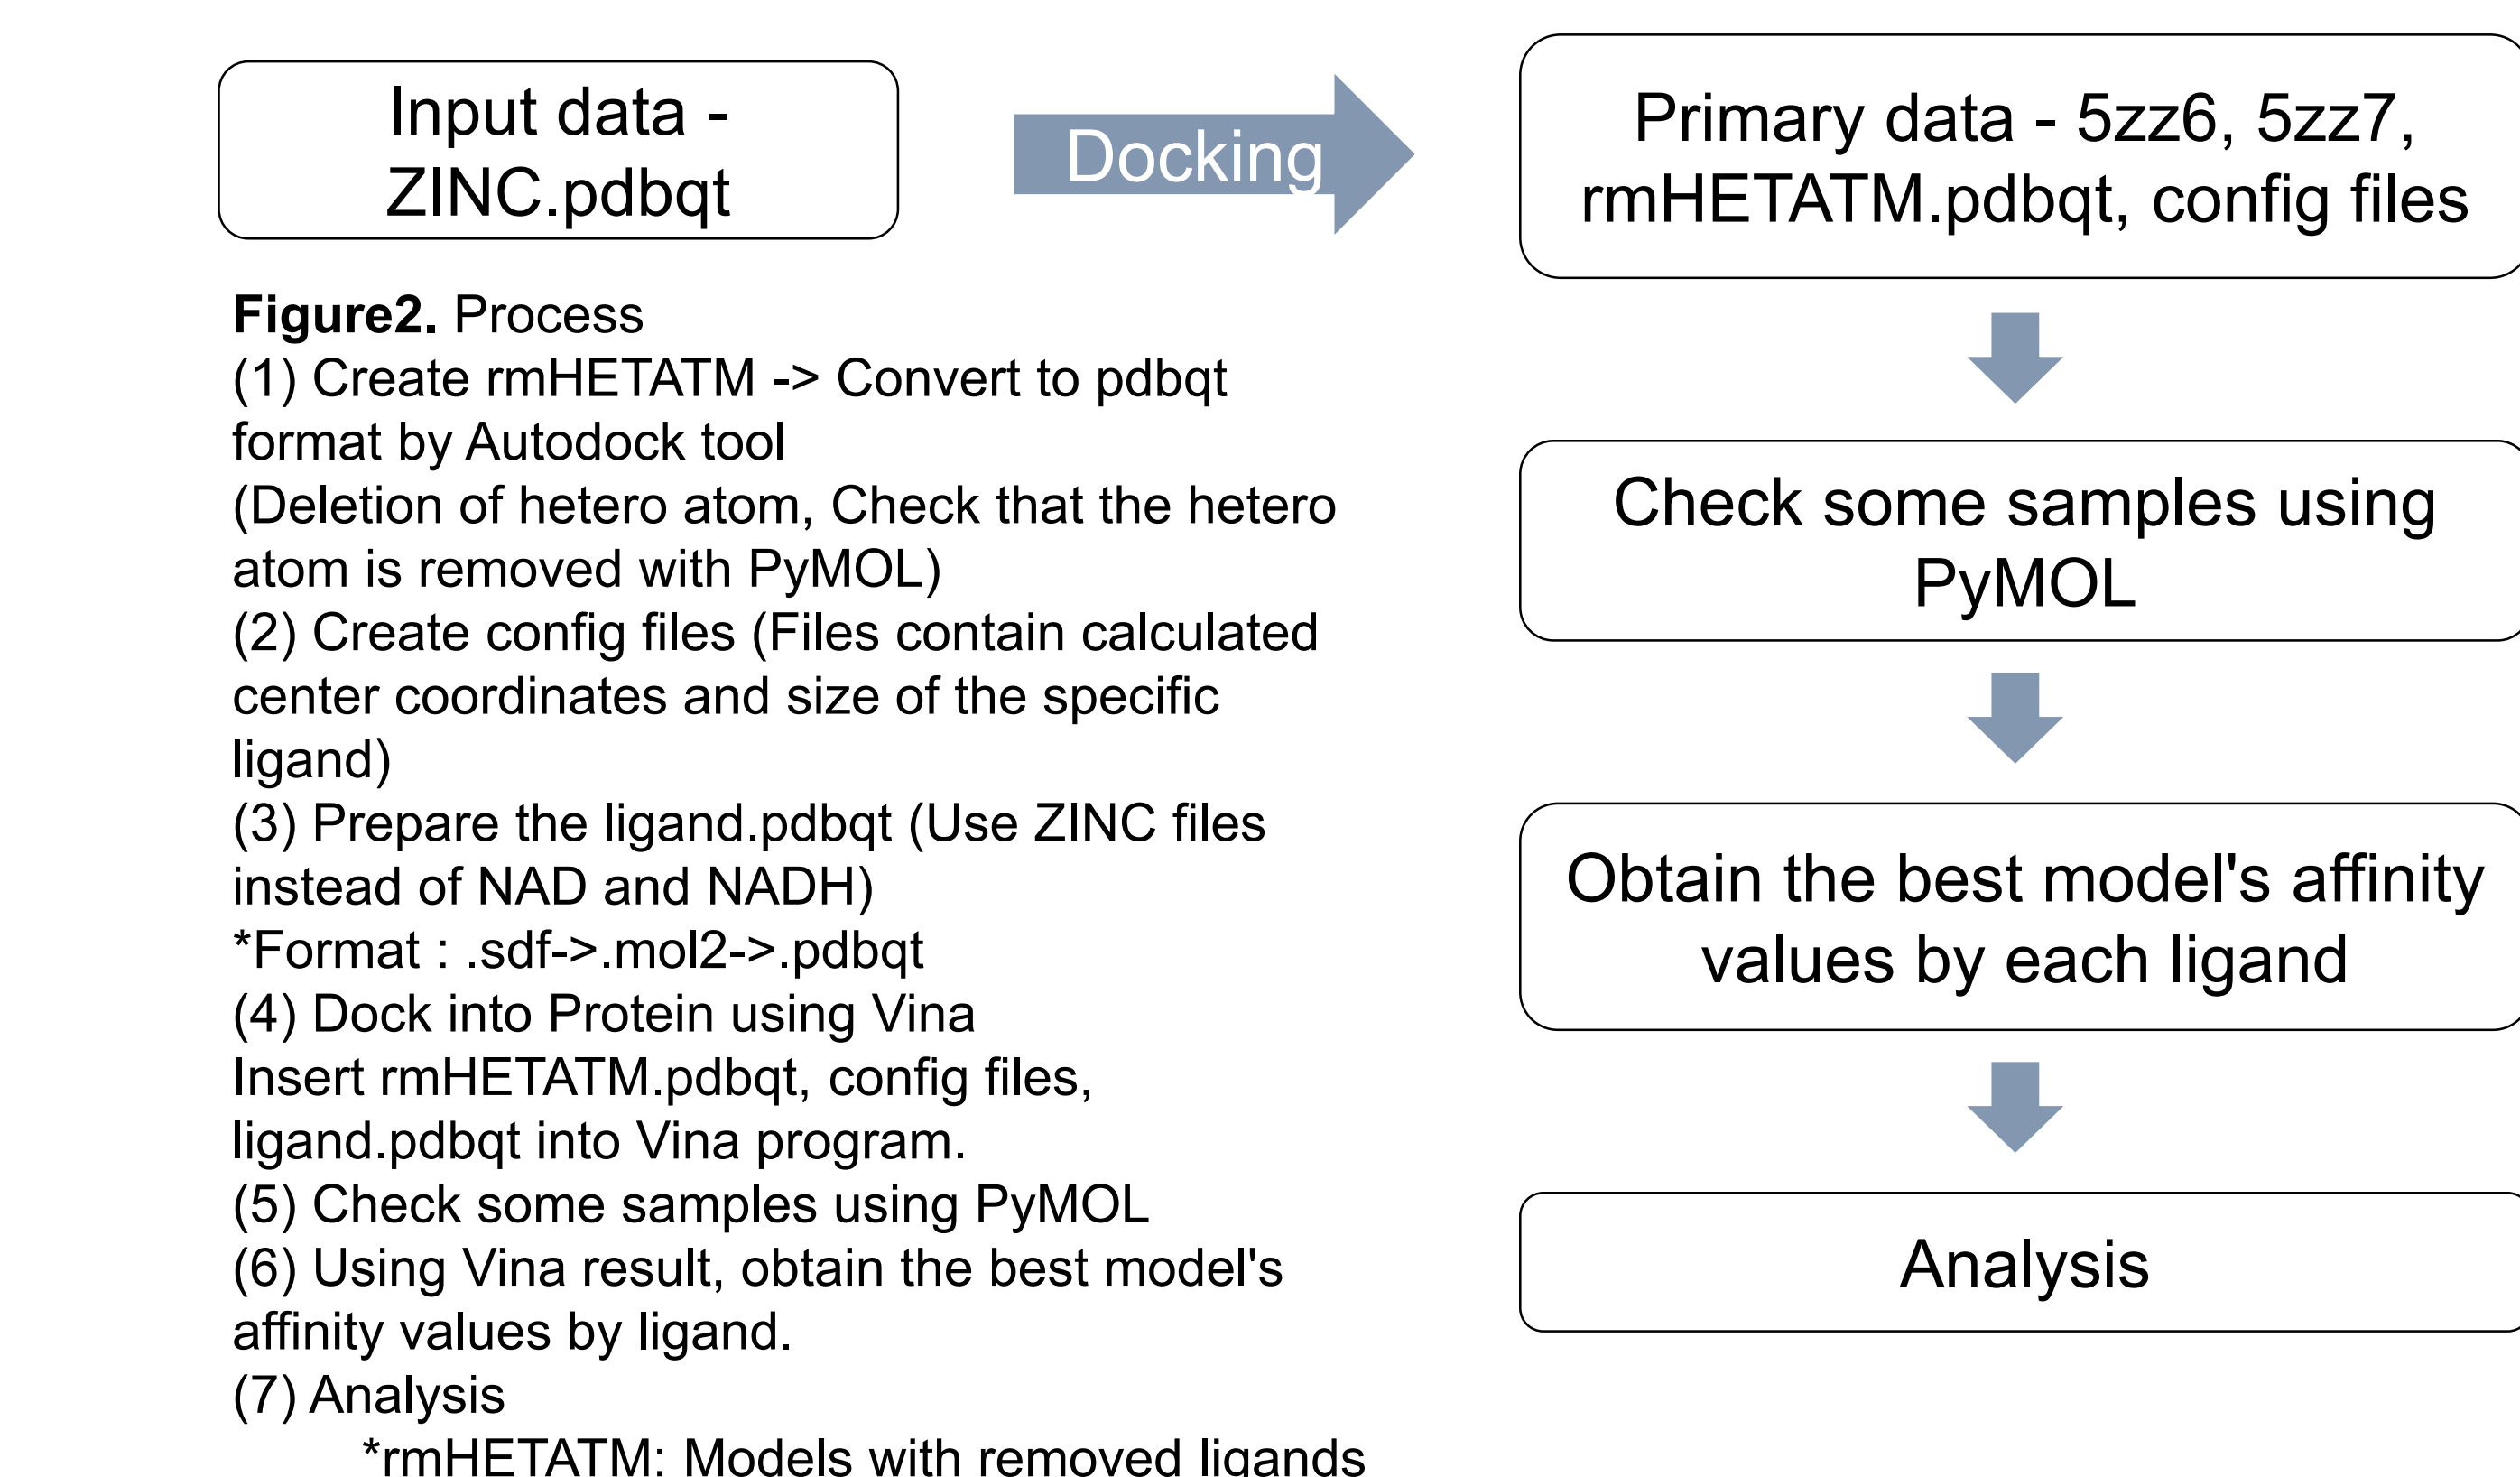 Input data -
ZINC.pdbqt
Docking
Primary data - 5zz6, 5zz7,
rmHETATM.pdbqt, config files
Check some samples using
PyMOL
Obtain the best model's affinity
values by each ligand
Analysis
Figure2. Process
(1) Create rmHETATM -> Convert to pdbqt
format by Autodock tool
(Deletion of hetero atom, Check that the hetero
atom is removed with PyMOL)
(2) Create config files (Files contain calculated
center coordinates and size of the specific
ligand)
(3) Prepare the ligand.pdbqt (Use ZINC files
instead of NAD and NADH)
*Format : .sdf->.mol2->.pdbqt
(4) Dock into Protein using Vina
Insert rmHETATM.pdbqt, config files,
ligand.pdbqt into Vina program.
(5) Check some samples using PyMOL
(6) Using Vina result, obtain the best model's
affinity values by ligand.
(7) Analysis
*rmHETATM: Models with removed ligands